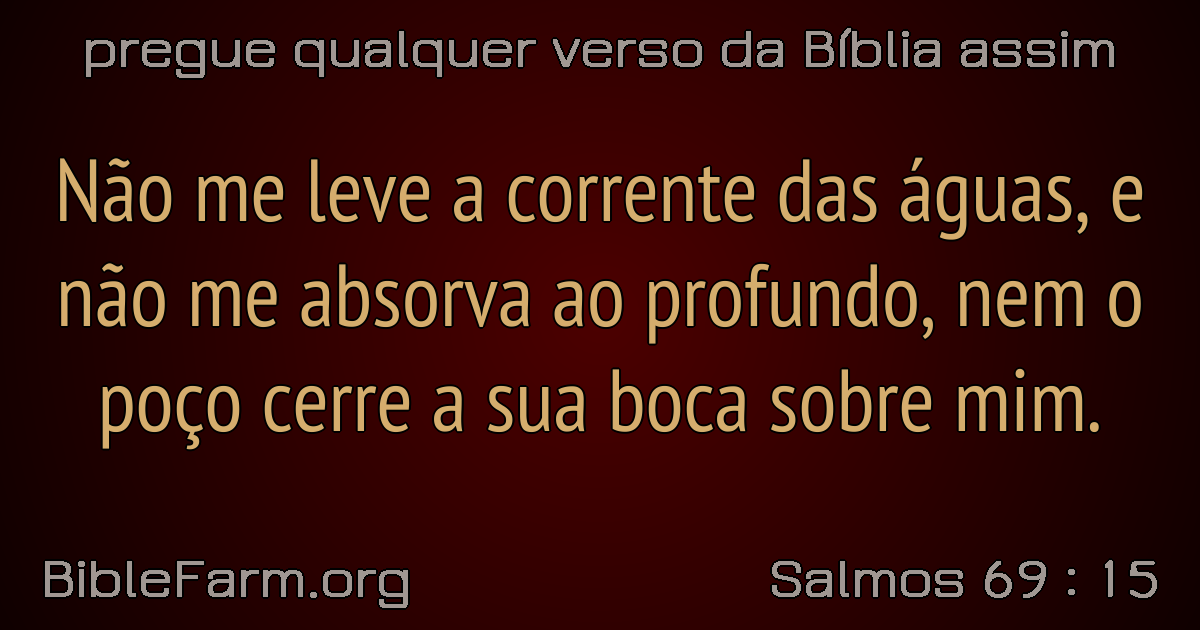 pregue qualquer verso da Bíblia assim
Não me leve a corrente das águas, e
não me absorva ao profundo, nem o
poço cerre a sua boca sobre mim.
BibleFarm.org
Salmos 69 : 15